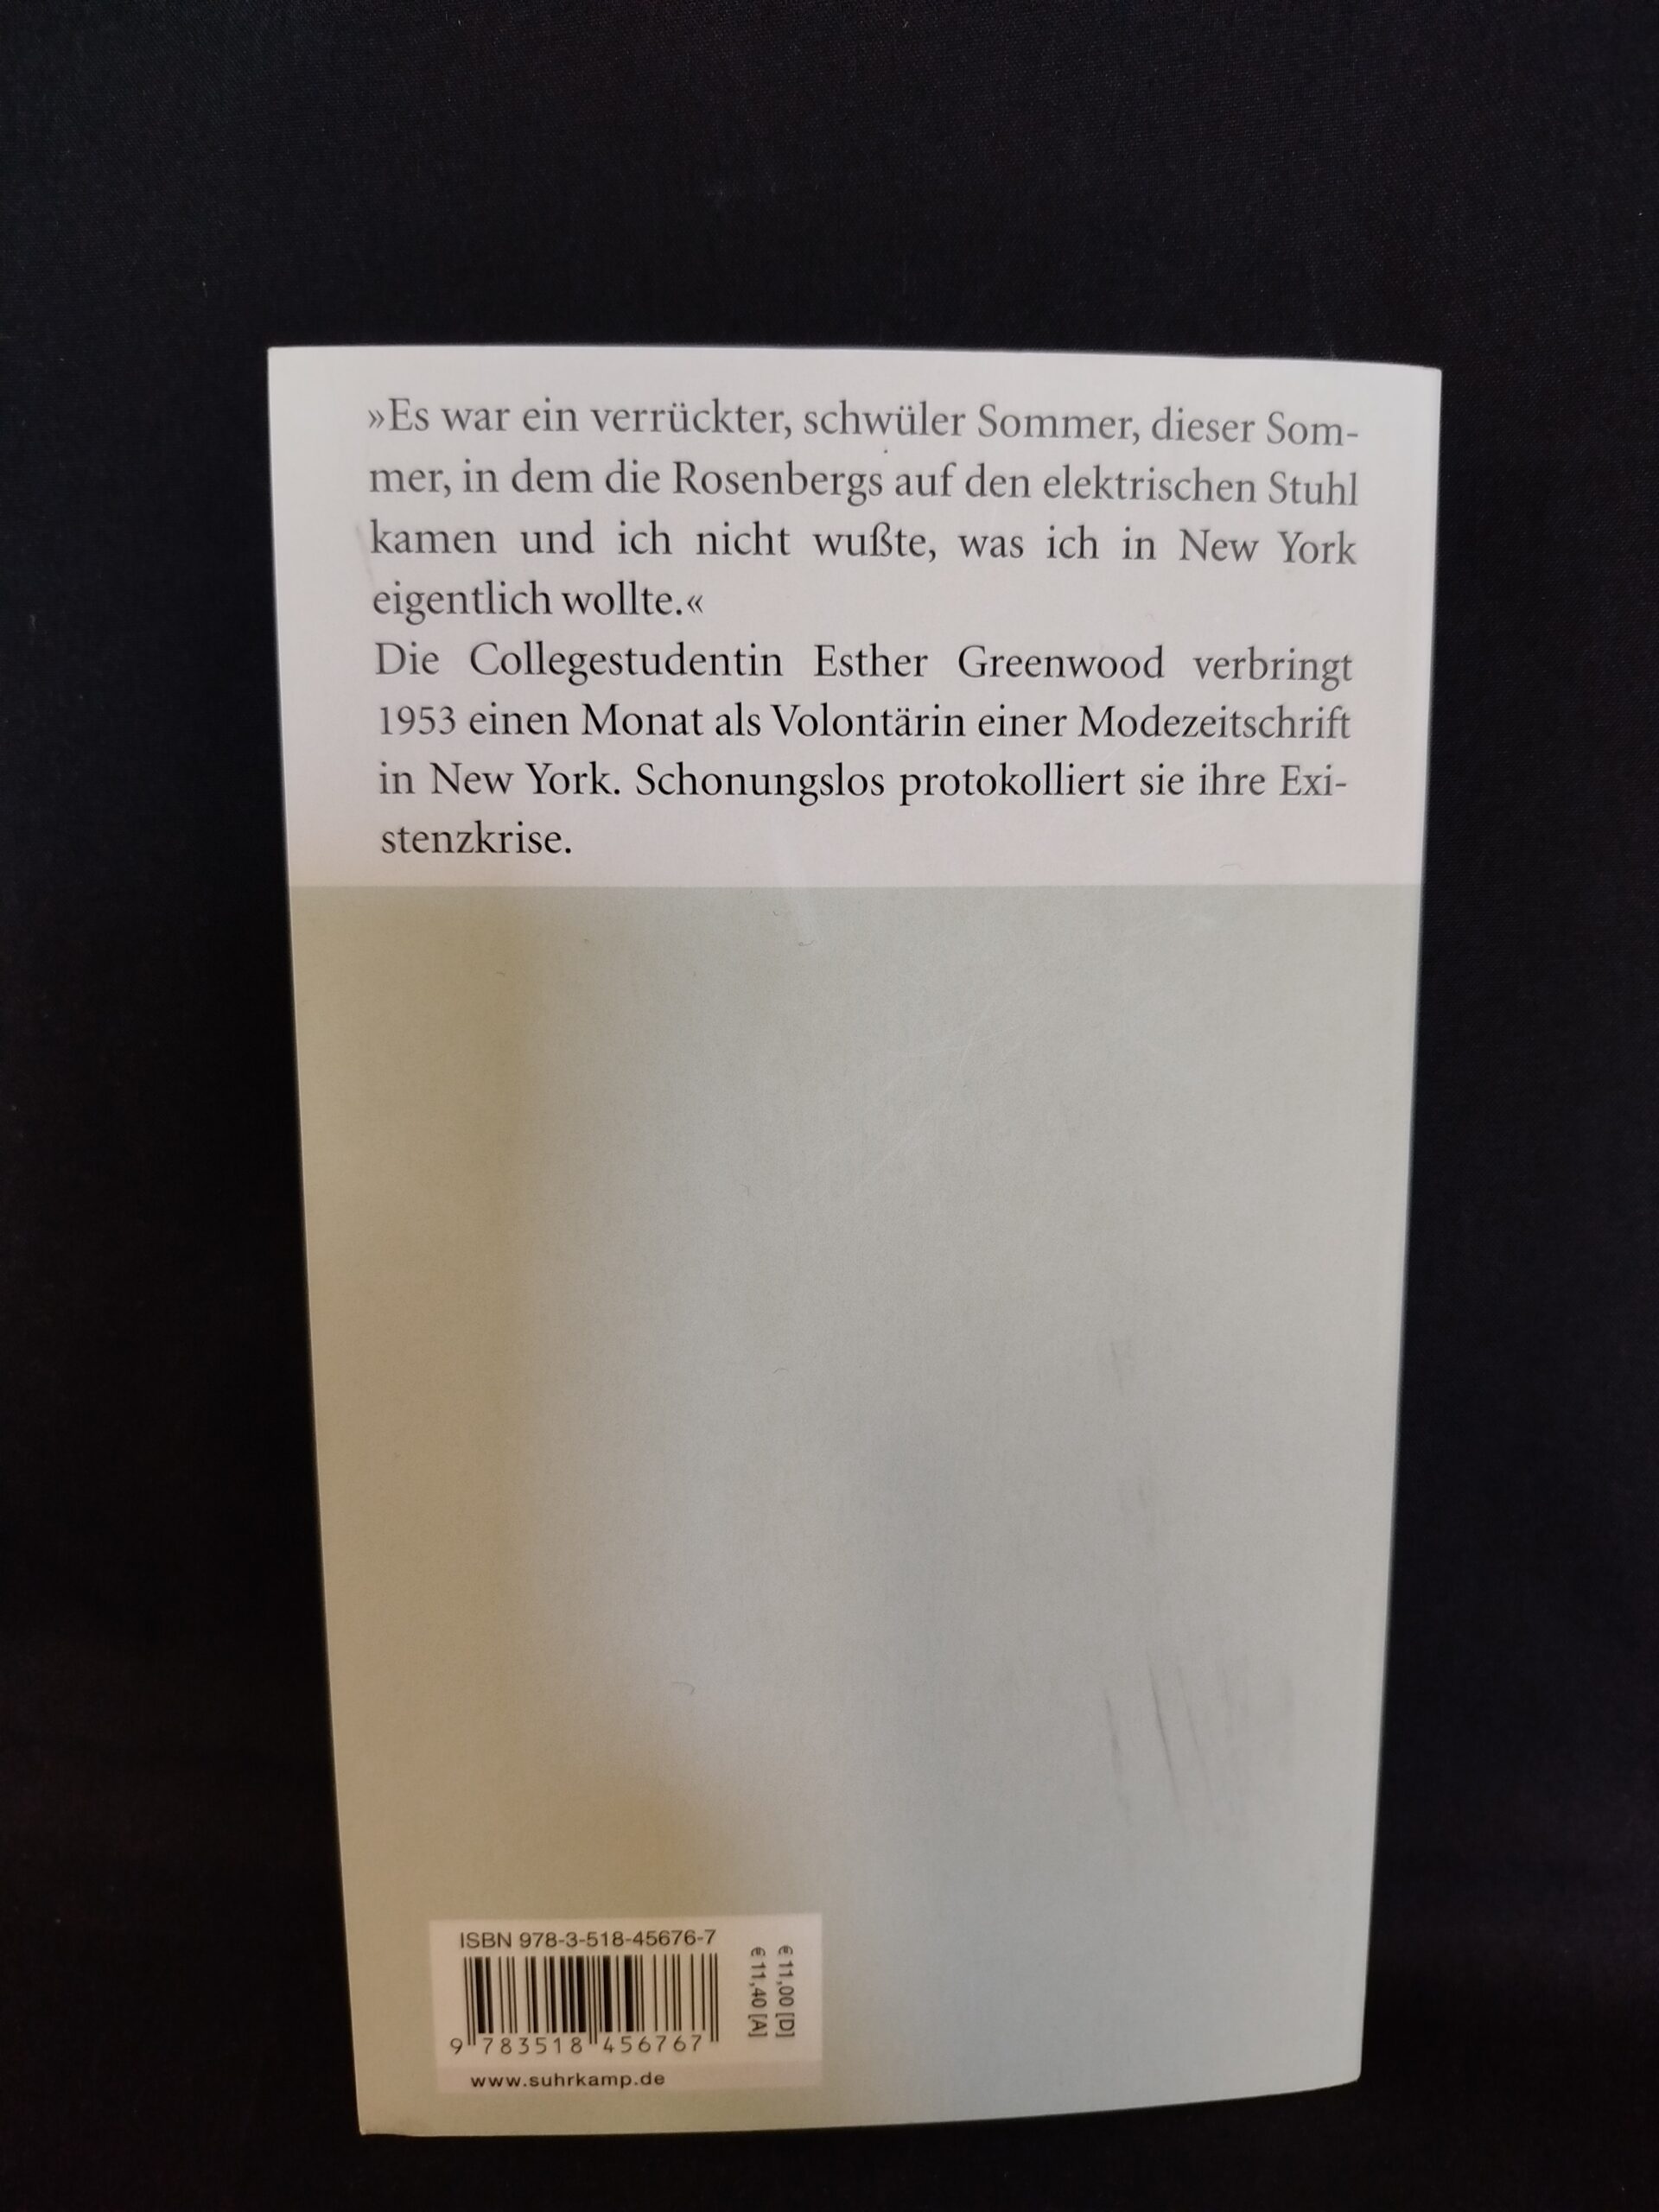 »Es war ein verrückter, schwüler Sommer, dieser Som-
mer, in dem die Rosenbergs auf den elektrischen Stuhl
kamen und ich nicht wußte, was ich in New York
eigentlich wollte.«
Die Collegestudentin Esther Greenwood verbringt
1953 einen Monat als Volontärin einer Modezeitschrift
in New York. Schonungslos protokolliert sie ihre Exi-
stenzkrise.
ISBN 978-3-518-45676-7
9 783518 456767
€ 11,00 [D]
€ 11,40 [A]
www.suhrkamp.de